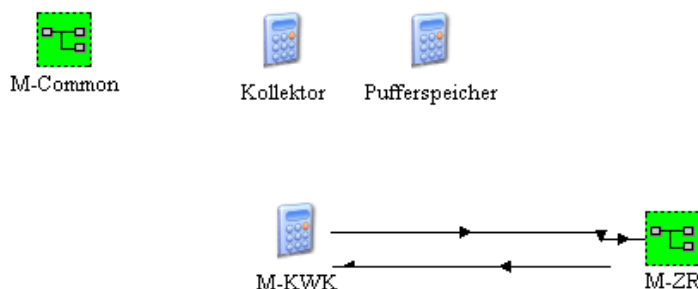 M-Common
Kollektor
Pufferspeicher
M-KWK
M-ZR